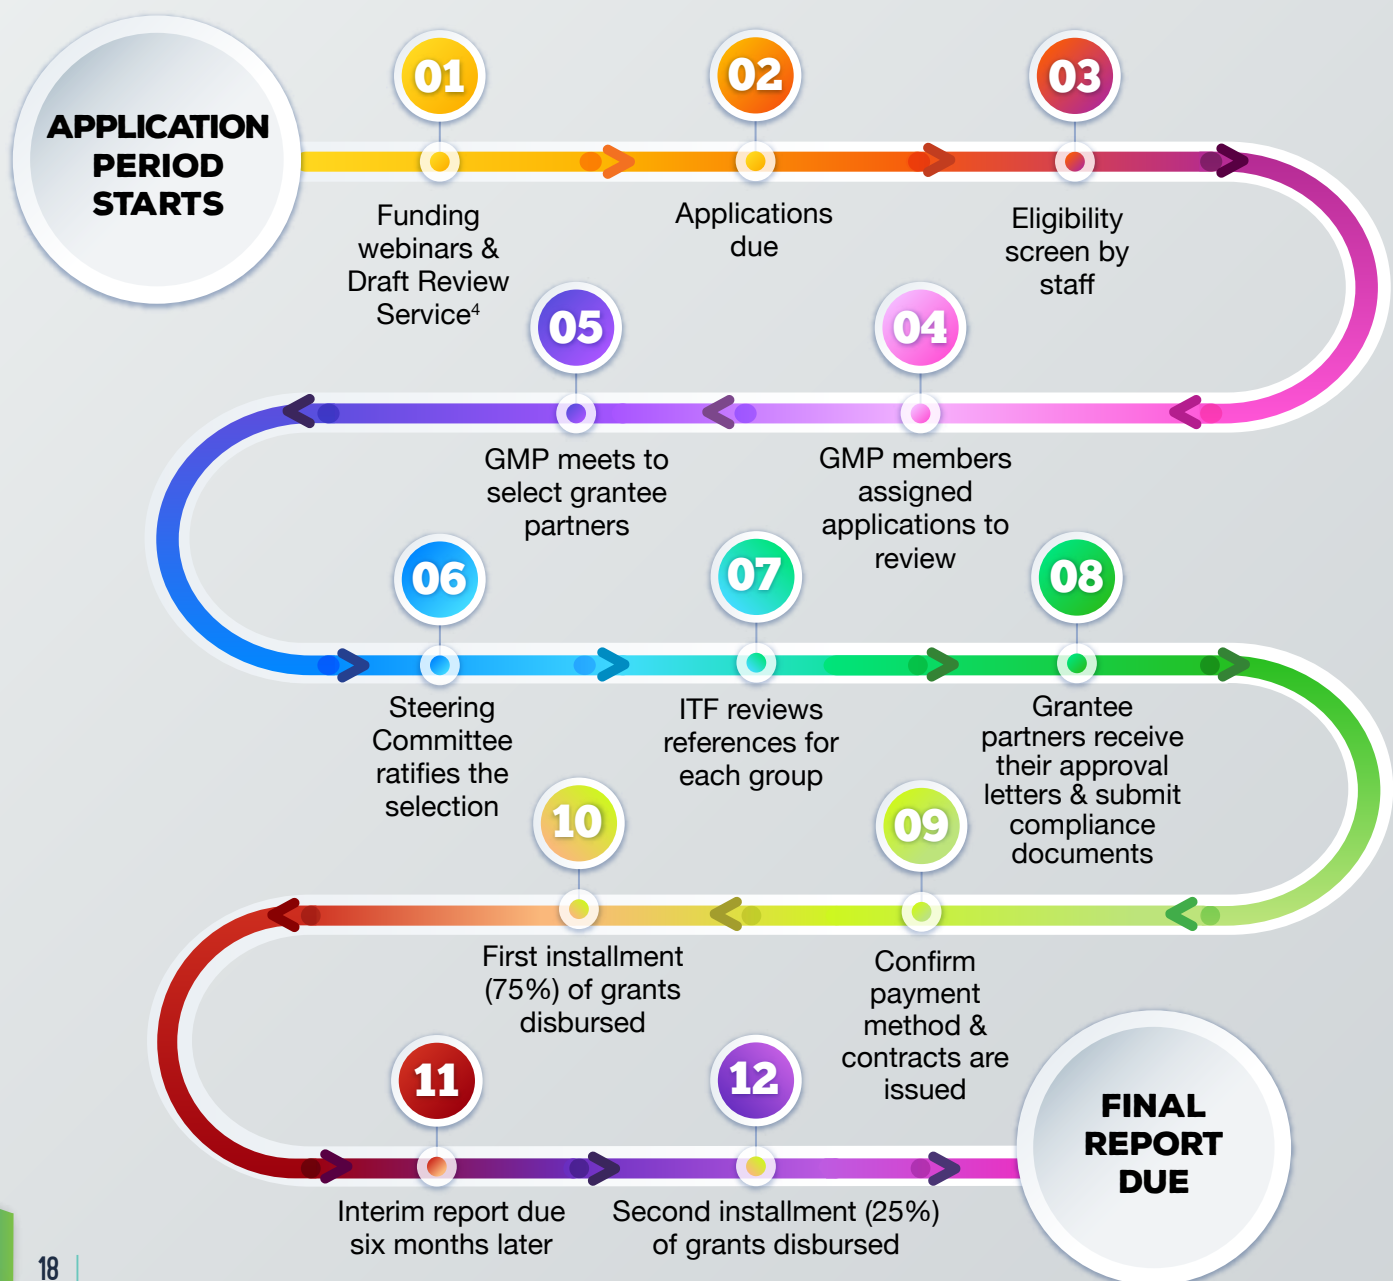 APPLICATION
PERIOD
STARTS
01
Funding
webinars &
Draft Review
Service⁴
02
Applications
due
03
Eligibility
screen by
staff
04
GMP members
assigned
applications to
review
05
GMP meets to
select grantee
partners
06
Steering
Committee
ratifies the
selection
07
ITF reviews
references for
each group
08
Grantee
partners receive
their approval
letters & submit
compliance
documents
09
Confirm
payment
method &
contracts are
issued
10
First installment
(75%) of grants
disbursed
11
Interim report due
six months later
12
Second installment (25%)
of grants disbursed
FINAL
REPORT
DUE
18